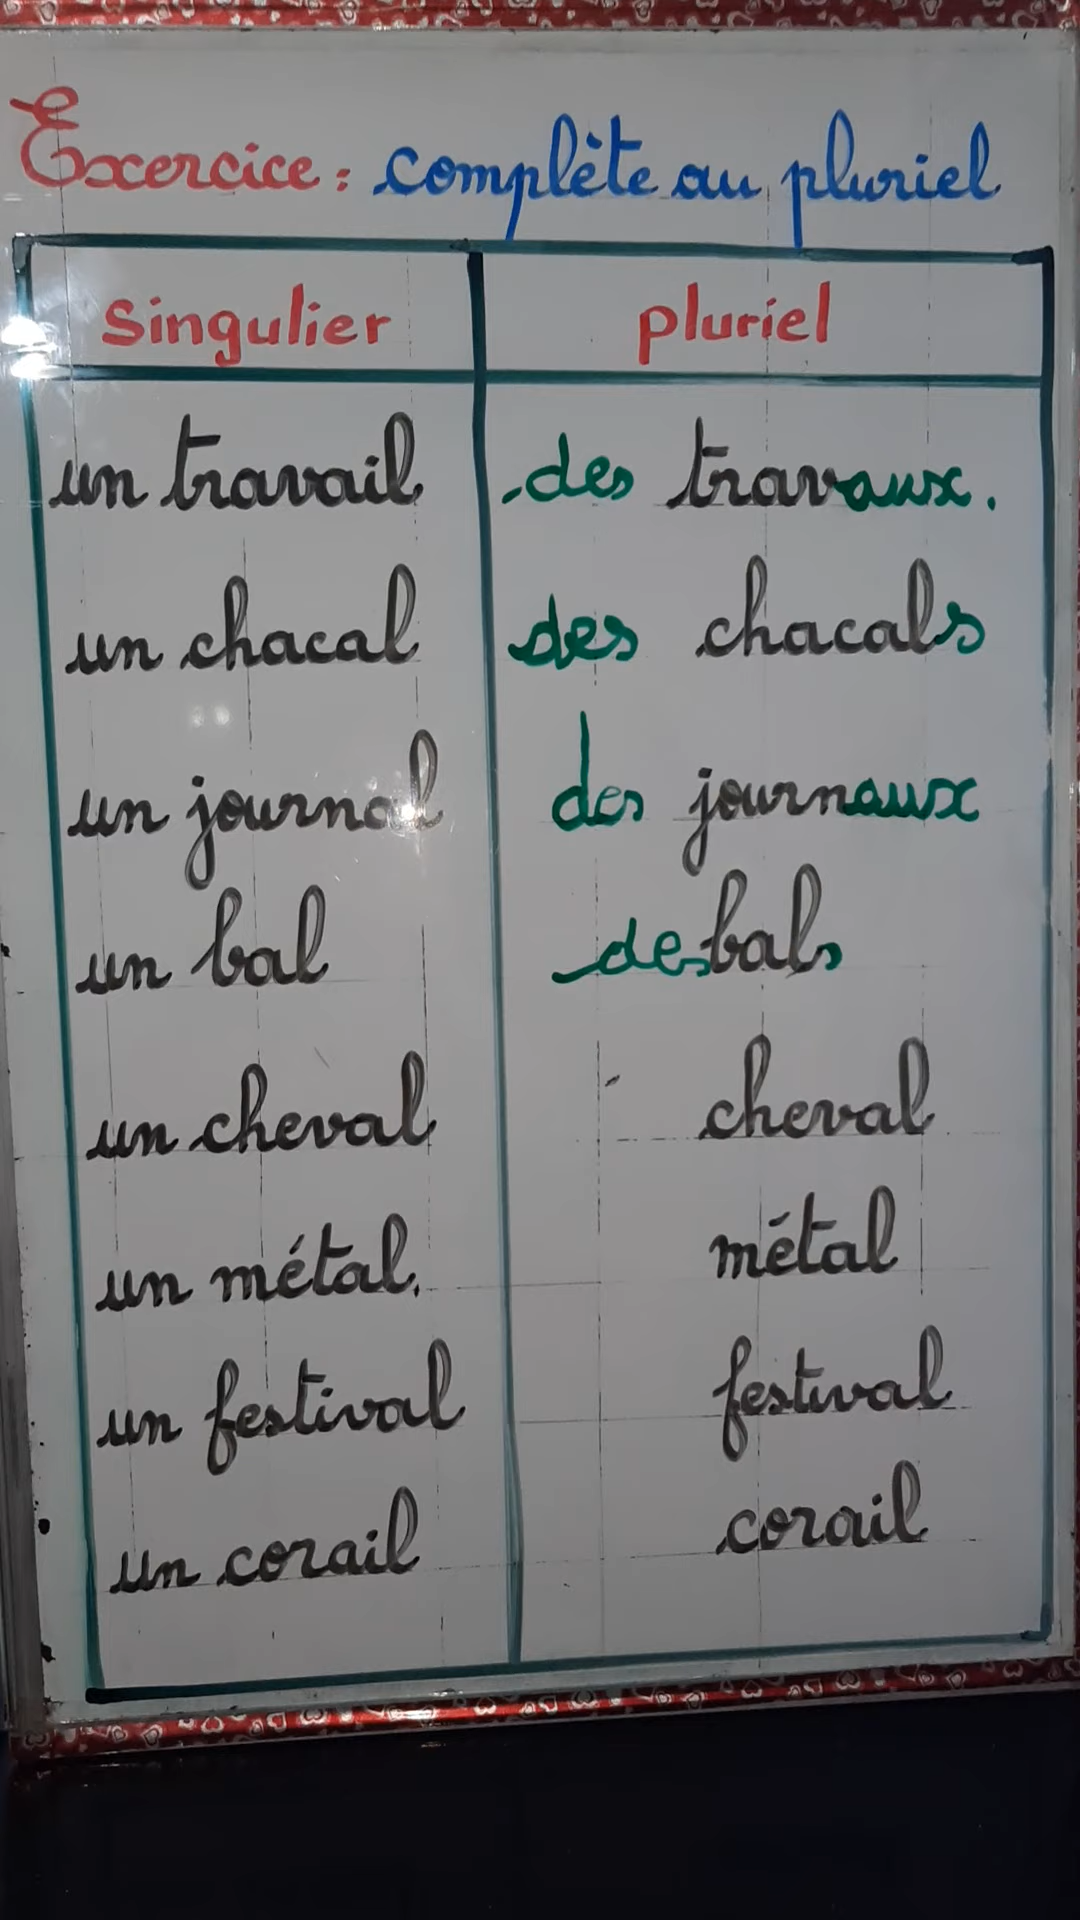 Exercice : complète au pluriel
singulier pluriel
un travail des travaux.
un chacal des chacals
un journal des journaux
un bal des bals
un cheval cheval
un métal. métal
un festival festival
un corail corail